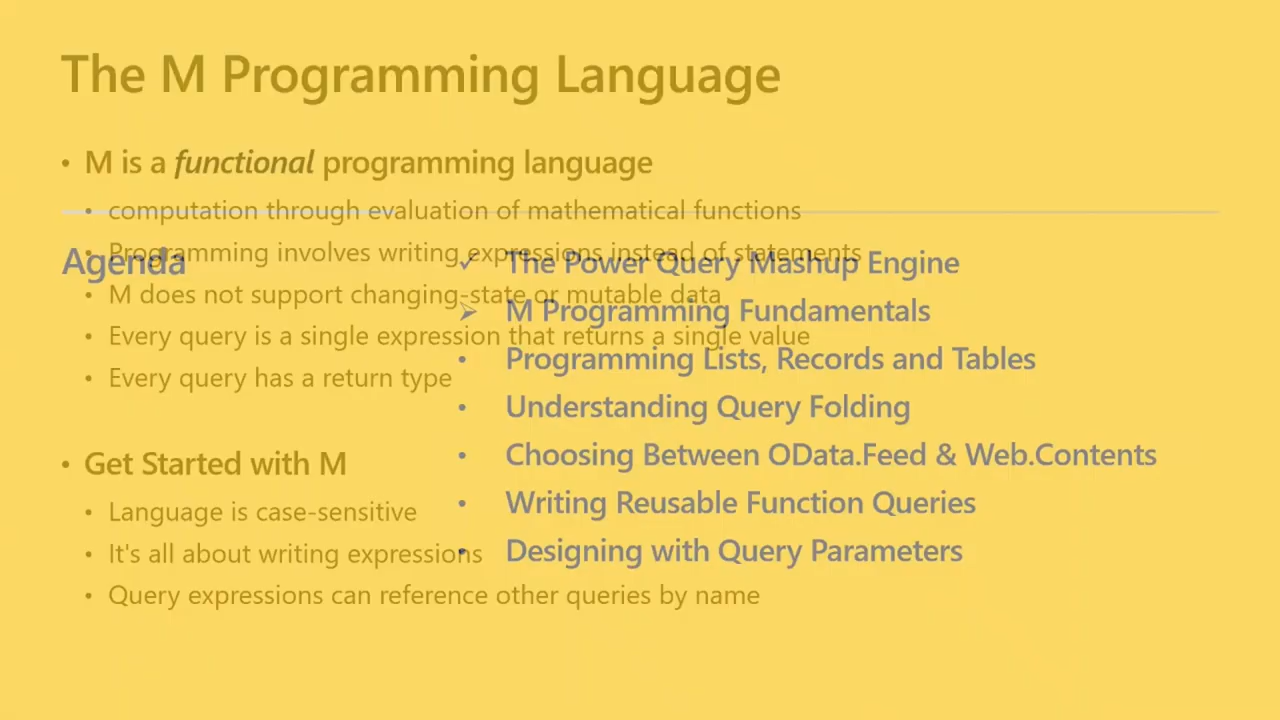 The M Programming Language
• M is a functional programming language
• computation through evaluation of mathematical functions
• Programming involves writing expressions instead of statements
• M does not support changing-state or mutable data
• Every query is a single expression that returns a single value
• Every query has a return type
• Get Started with M
• Language is case-sensitive
• It's all about writing expressions
• Query expressions can reference other queries by name
Agenda
✓ The Power Query Mashup Engine
➢ M Programming Fundamentals
• Programming Lists, Records and Tables
• Understanding Query Folding
• Choosing Between OData.Feed & Web.Contents
• Writing Reusable Function Queries
• Designing with Query Parameters